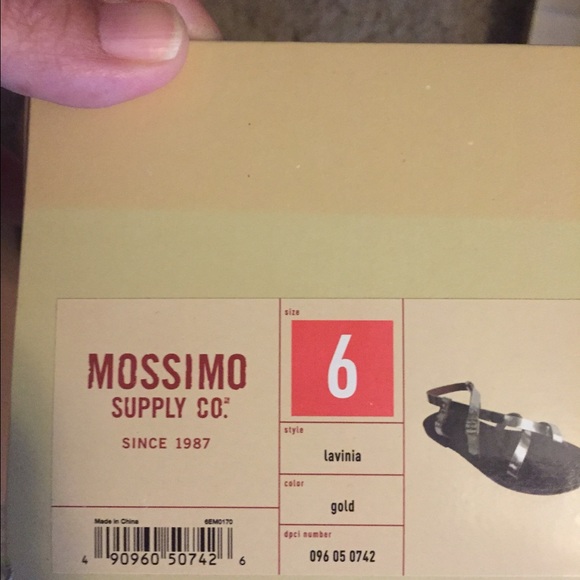 MOSSIMO
SUPPLY CO.²
SINCE 1987
Made in China 6EM0170
4 90960 50742 6
size
6
style
lavinia
color
gold
dpci number
096 05 0742